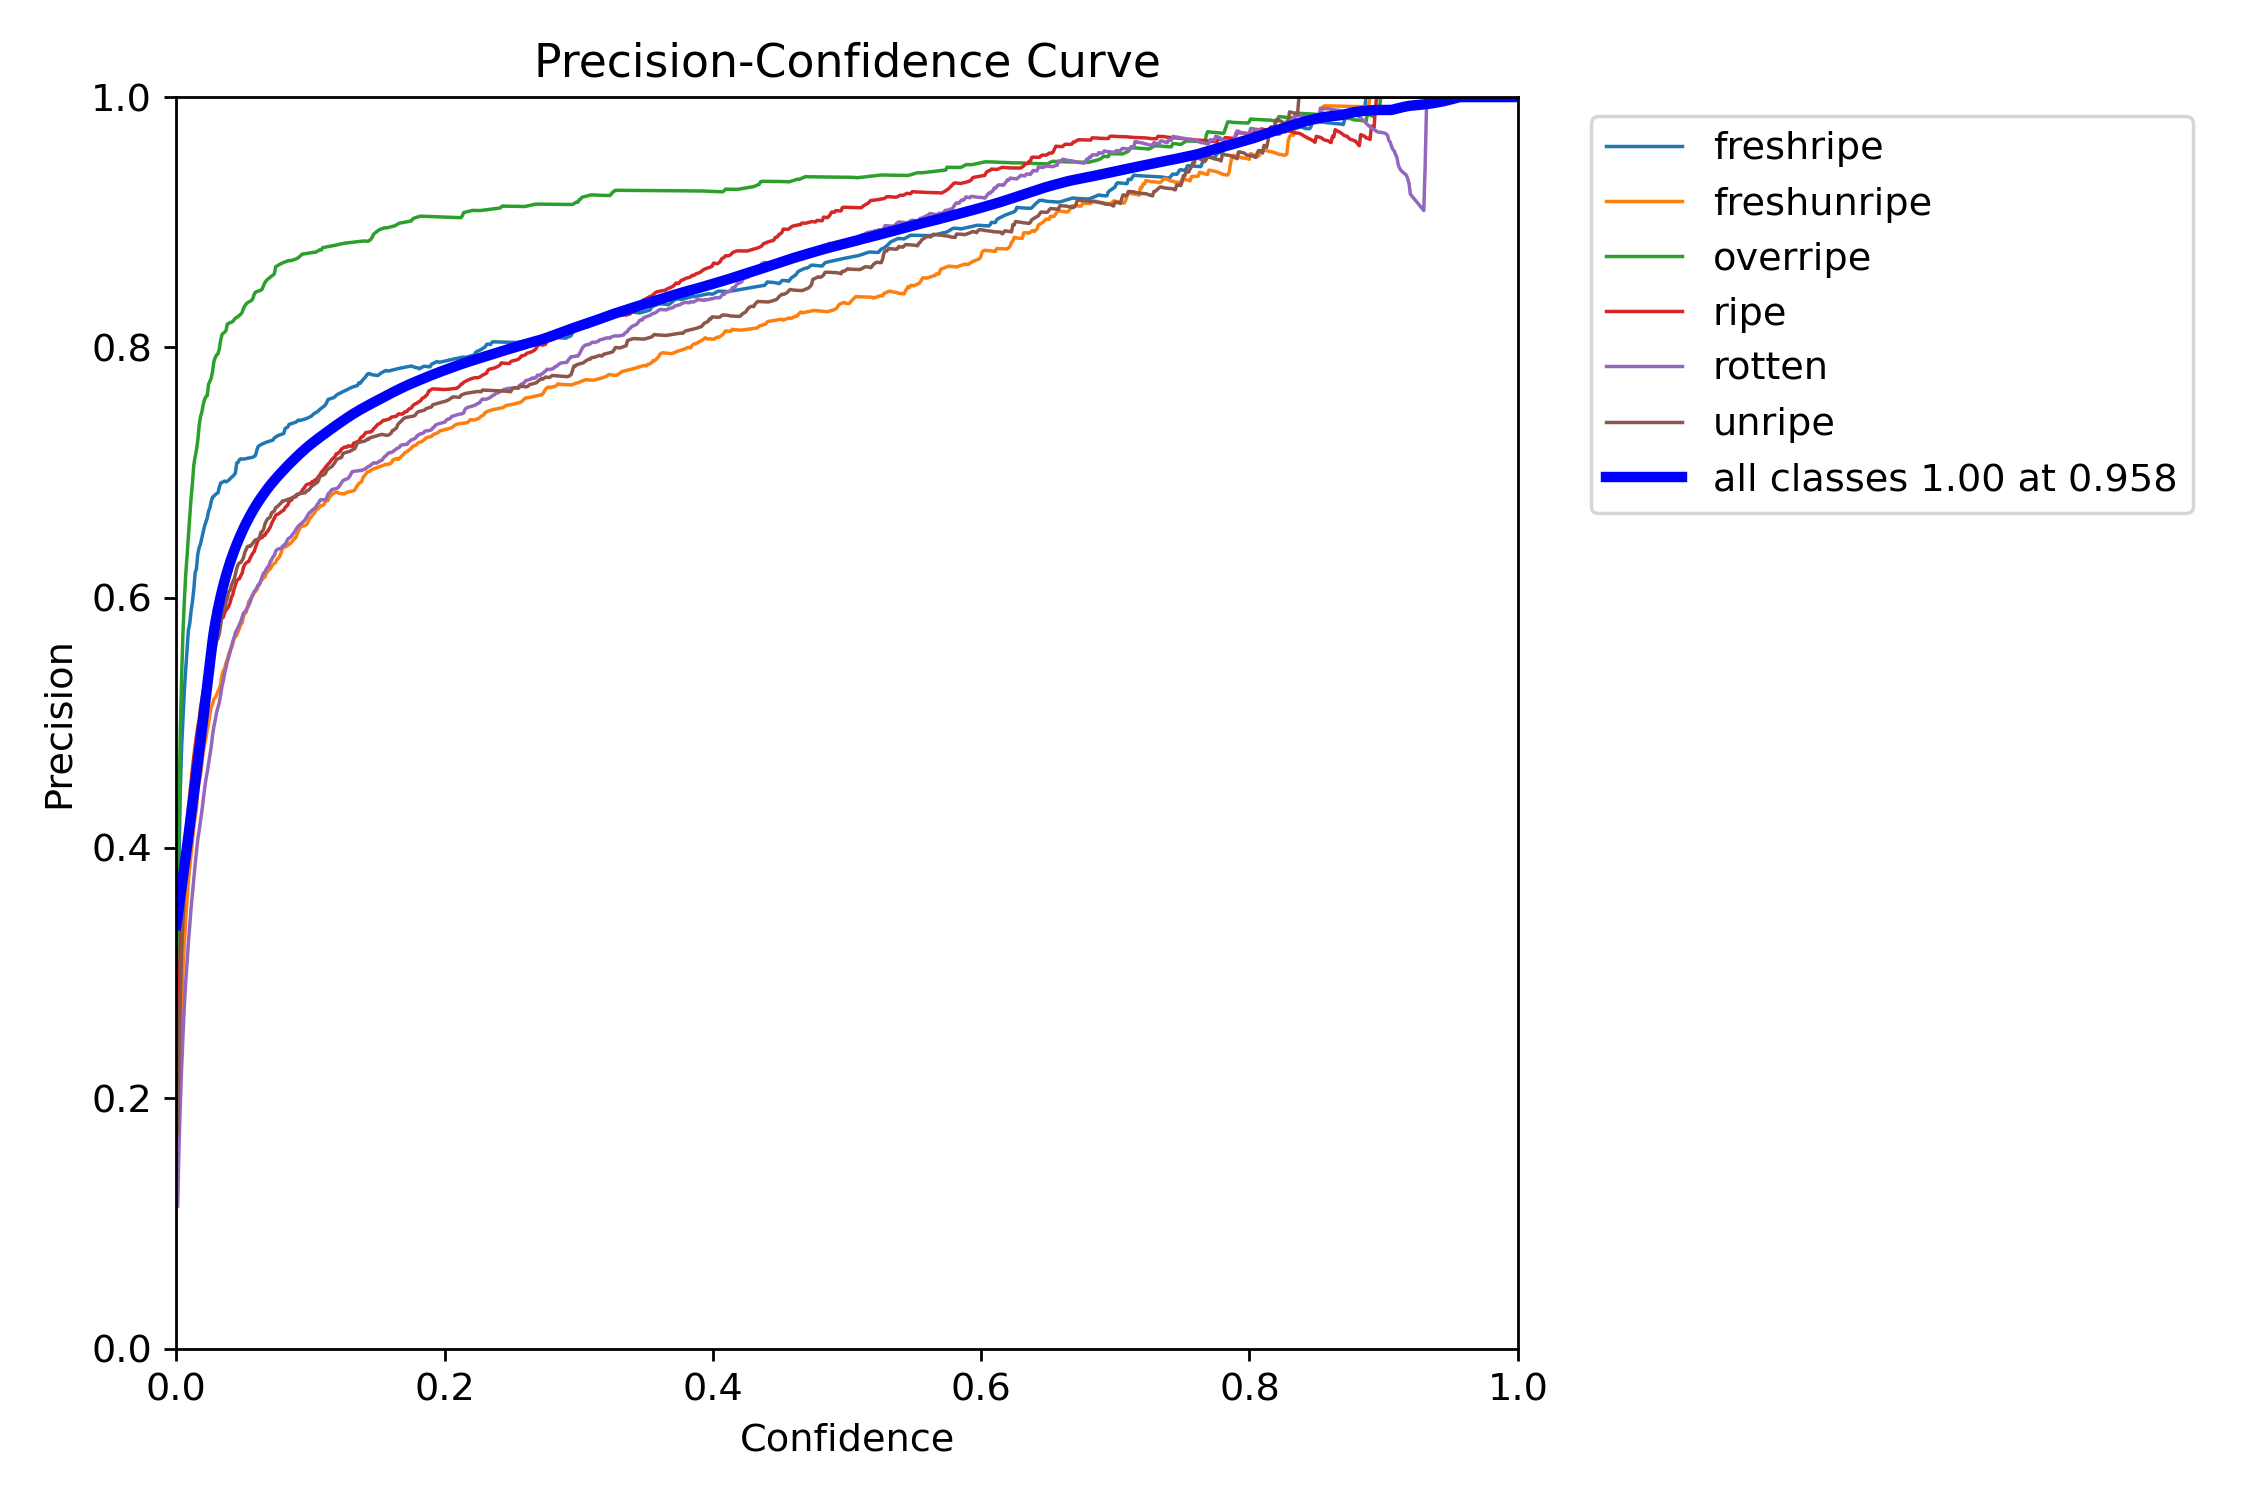 Precision-Confidence Curve
1.0
0.8
0.6
0.4
0.2
0.0
Precision
0.0 0.2 0.4 0.6 0.8 1.0
Confidence
freshripe
freshunripe
overripe
ripe
rotten
unripe
all classes 1.00 at 0.958